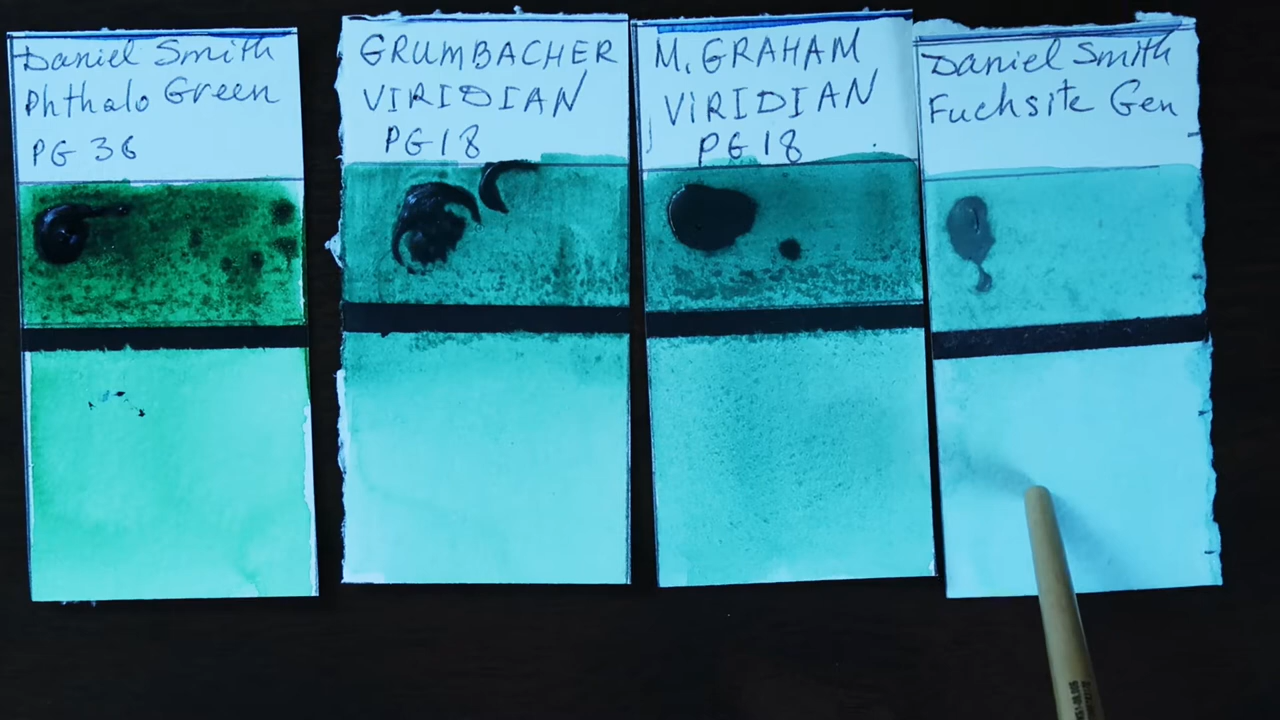 Daniel Smith
Phthalo Green
PG 36
GRUMBACHER
VIRIDIAN
PG18
M. GRAHAM
VIRIDIAN
PG18
Daniel Smith
Fuchsite Gen